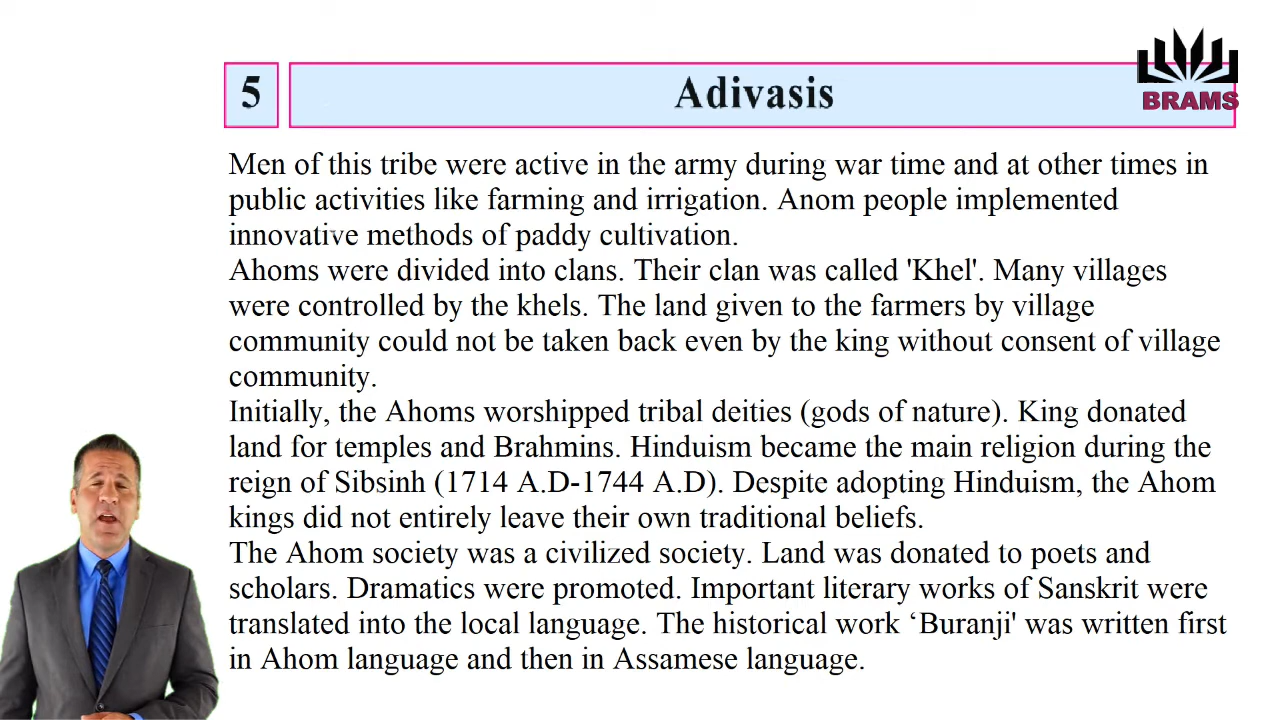 BRAMS
5 Adivasis
Men of this tribe were active in the army during war time and at other times in
public activities like farming and irrigation. Anom people implemented
innovative methods of paddy cultivation.
Ahoms were divided into clans. Their clan was called 'Khel'. Many villages
were controlled by the khels. The land given to the farmers by village
community could not be taken back even by the king without consent of village
community.
Initially, the Ahoms worshipped tribal deities (gods of nature). King donated
land for temples and Brahmins. Hinduism became the main religion during the
reign of Sibsinh (1714 A.D-1744 A.D). Despite adopting Hinduism, the Ahom
kings did not entirely leave their own traditional beliefs.
The Ahom society was a civilized society. Land was donated to poets and
scholars. Dramatics were promoted. Important literary works of Sanskrit were
translated into the local language. The historical work ‘Buranji' was written first
in Ahom language and then in Assamese language.